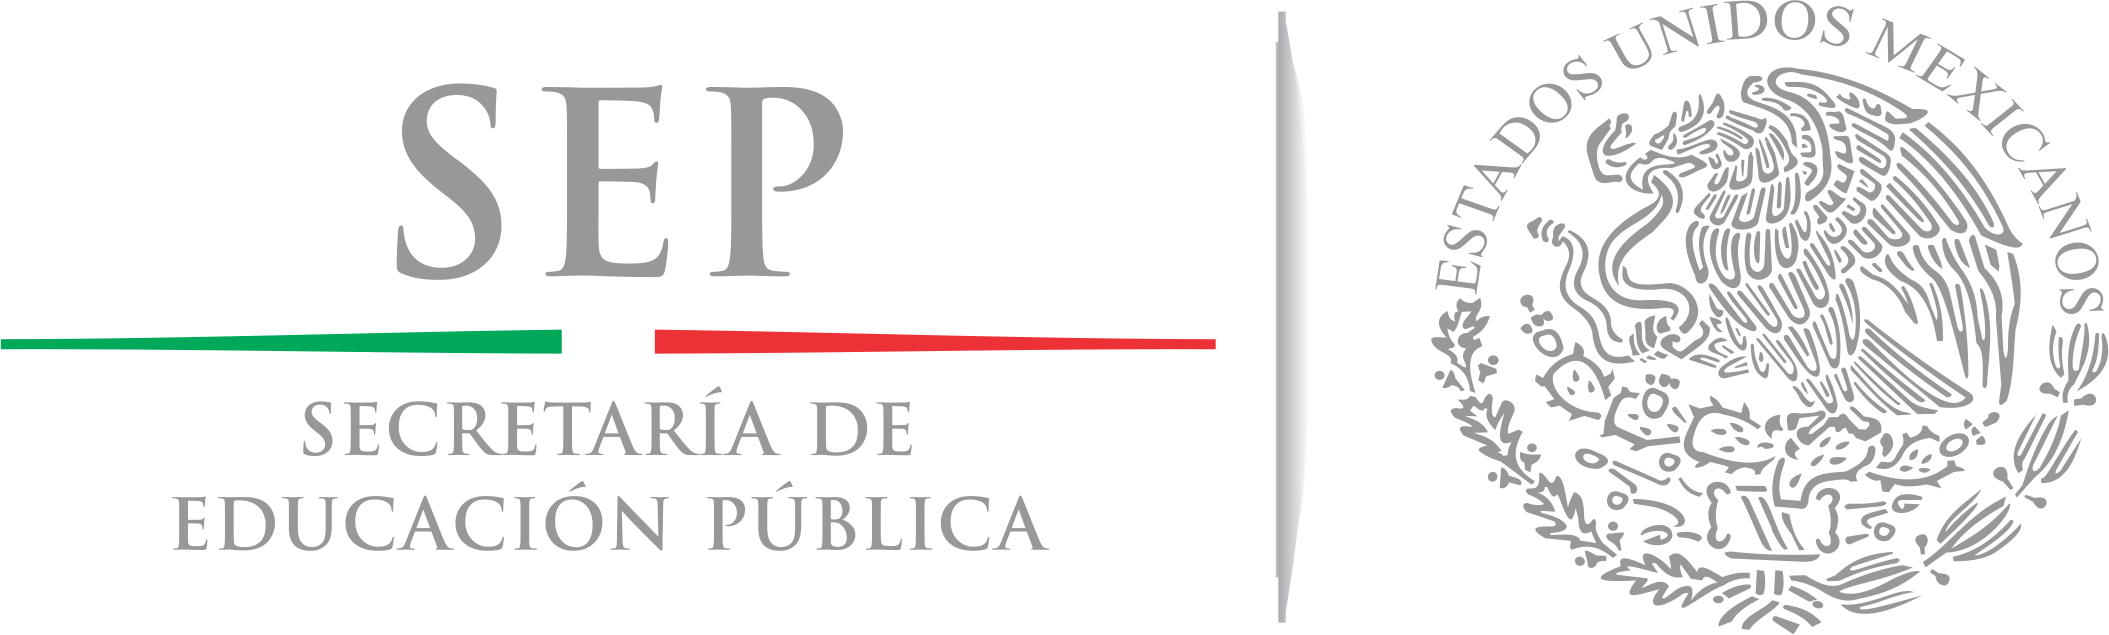 SEP
SECRETARÍA DE
EDUCACIÓN PÚBLICA
ESTADOS UNIDOS MEXICANOS